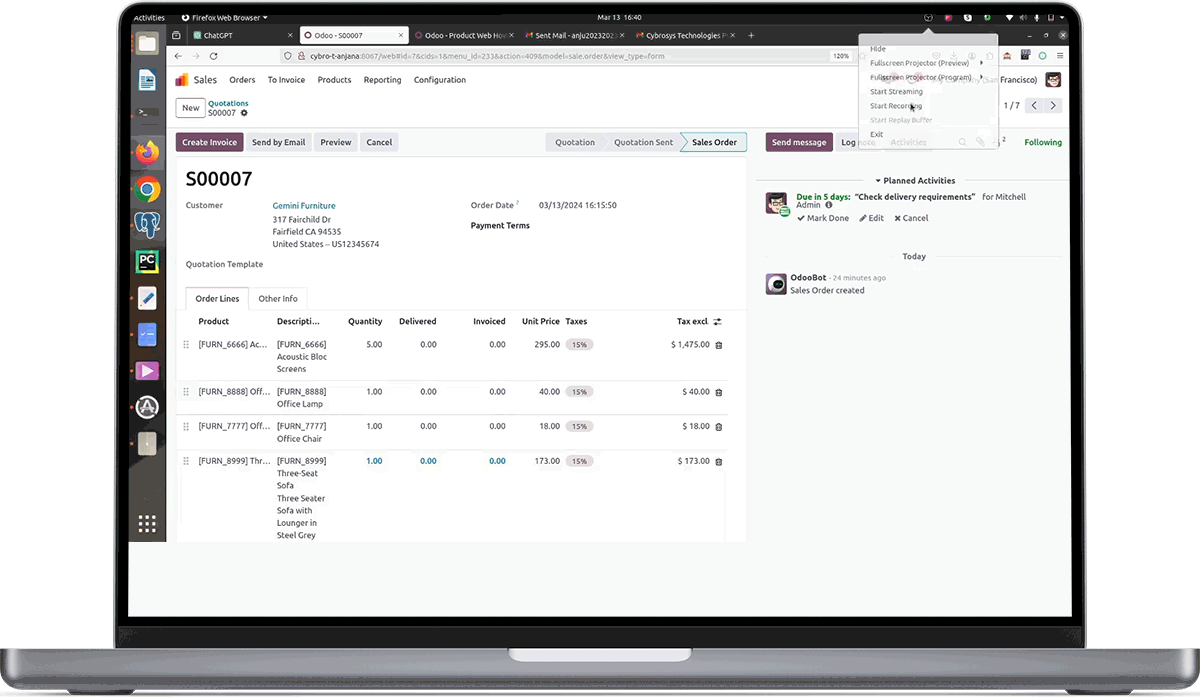 Activities
Firefox Web Browser
Mar 13 16:40
ChatGPT
Odoo - S00007
Odoo - Product Web Hov
Sent Mail - anju2023203
Cybrosys Technologies P
cybro-t-anjana:8067/web#id=7&cids=1&menu_id=233&action=409&model=sale.order&view_type=form
120%
Hide
Fullscreen Projector (Preview)
Fullscreen Projector (Program)
Start Streaming
Start Recording
Start Replay Buffer
Exit
Sales
Orders
To Invoice
Products
Reporting
Configuration
Francisco)
New
Quotations
S00007
1 / 7
Create Invoice
Send by Email
Preview
Cancel
Quotation
Quotation Sent
Sales Order
Send message
Log note
Activities
2
Following
S00007
Customer
Gemini Furniture
317 Fairchild Dr
Fairfield CA 94535
United States – US12345674
Order Date ?
03/13/2024 16:15:50
Payment Terms
Quotation Template
Planned Activities
Due in 5 days: "Check delivery requirements" for Mitchell
Admin
Mark Done
Edit
Cancel
Today
OdooBot - 24 minutes ago
Sales Order created
Order Lines
Other Info
Product
Descripti...
Quantity
Delivered
Invoiced
Unit Price
Taxes
Tax excl.
[FURN_6666] Ac...
[FURN_6666]
Acoustic Bloc
Screens
5.00
0.00
0.00
295.00
15%
$ 1,475.00
[FURN_8888] Off...
[FURN_8888]
Office Lamp
1.00
0.00
0.00
40.00
15%
$ 40.00
[FURN_7777] Off...
[FURN_7777]
Office Chair
1.00
0.00
0.00
18.00
15%
$ 18.00
[FURN_8999] Thr...
[FURN_8999]
Three-Seat
Sofa
Three Seater
Sofa with
Lounger in
Steel Grey
1.00
0.00
0.00
173.00
15%
$ 173.00
PC